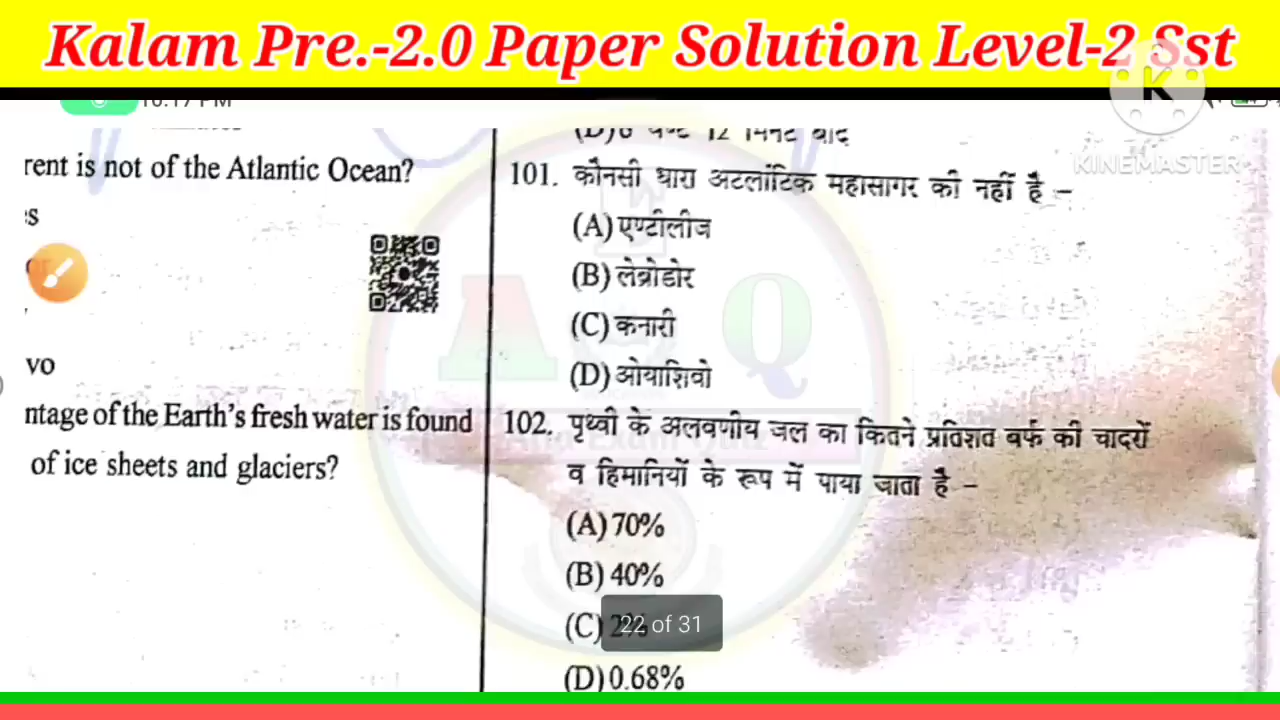 Kalam Pre.-2.0 Paper Solution Level-2 Sst
K
KINEMASTER
rent is not of the Atlantic Ocean?
vo
ntage of the Earth's fresh water is found
of ice sheets and glaciers?
101. कौनसी धारा अटलांटिक महासागर की नहीं है –
(A) एण्टीलीज
(B) लेब्रोडोर
(C) कनारी
(D) ओयाशिवो
102. पृथ्वी के अलवणीय जल का कितने प्रतिशत बर्फ की चादरों
व हिमानियों के रूप में पाया जाता है –
(A) 70%
(B) 40%
(C)
22 of 31
(D) 0.68%
A Q